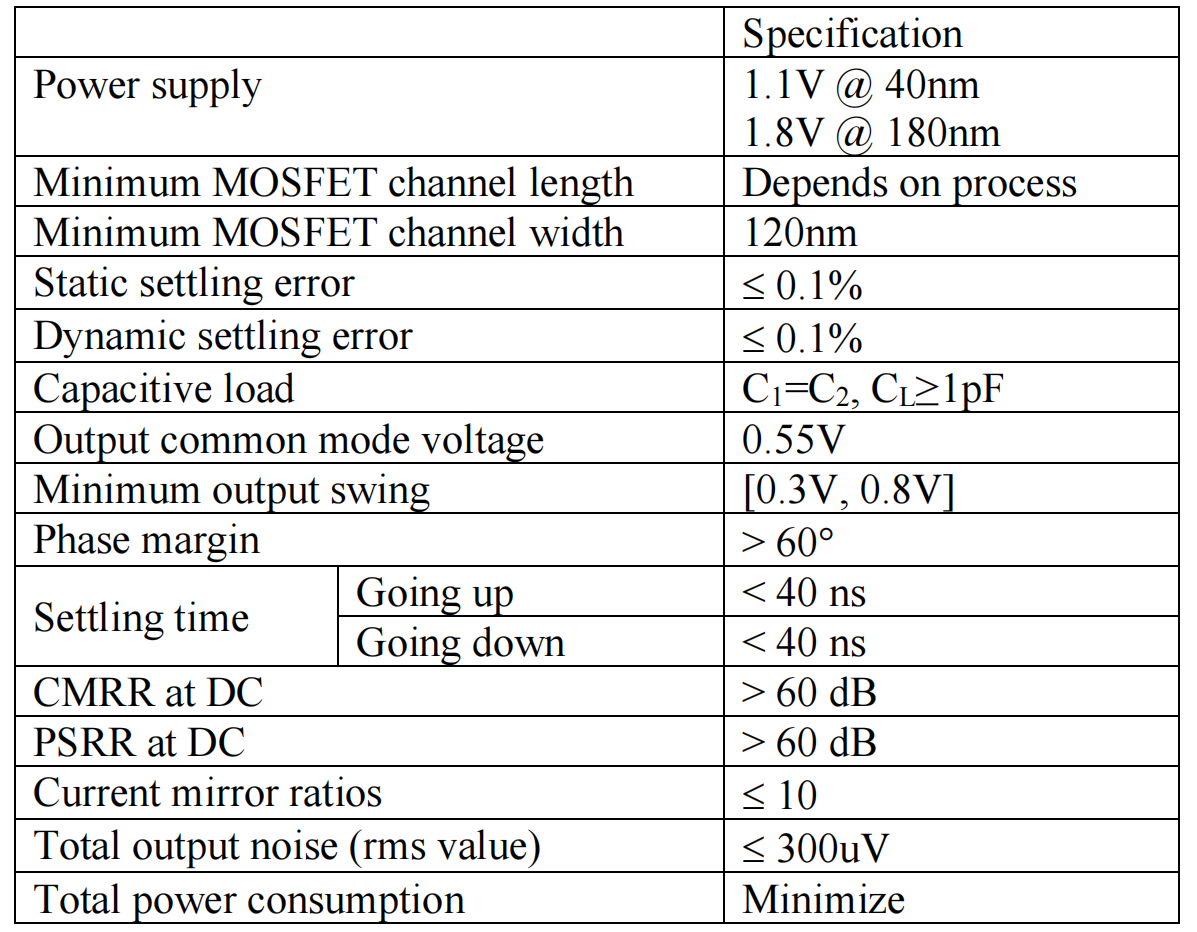 Specification
Power supply
1.1V @ 40nm
1.8V @ 180nm
Minimum MOSFET channel length
Depends on process
Minimum MOSFET channel width
120nm
Static settling error
≤ 0.1%
Dynamic settling error
≤ 0.1%
Capacitive load
C₁=C₂, C_L≥1pF
Output common mode voltage
0.55V
Minimum output swing
[0.3V, 0.8V]
Phase margin
> 60°
Settling time
Going up
< 40 ns
Going down
< 40 ns
CMRR at DC
> 60 dB
PSRR at DC
> 60 dB
Current mirror ratios
≤ 10
Total output noise (rms value)
≤ 300uV
Total power consumption
Minimize